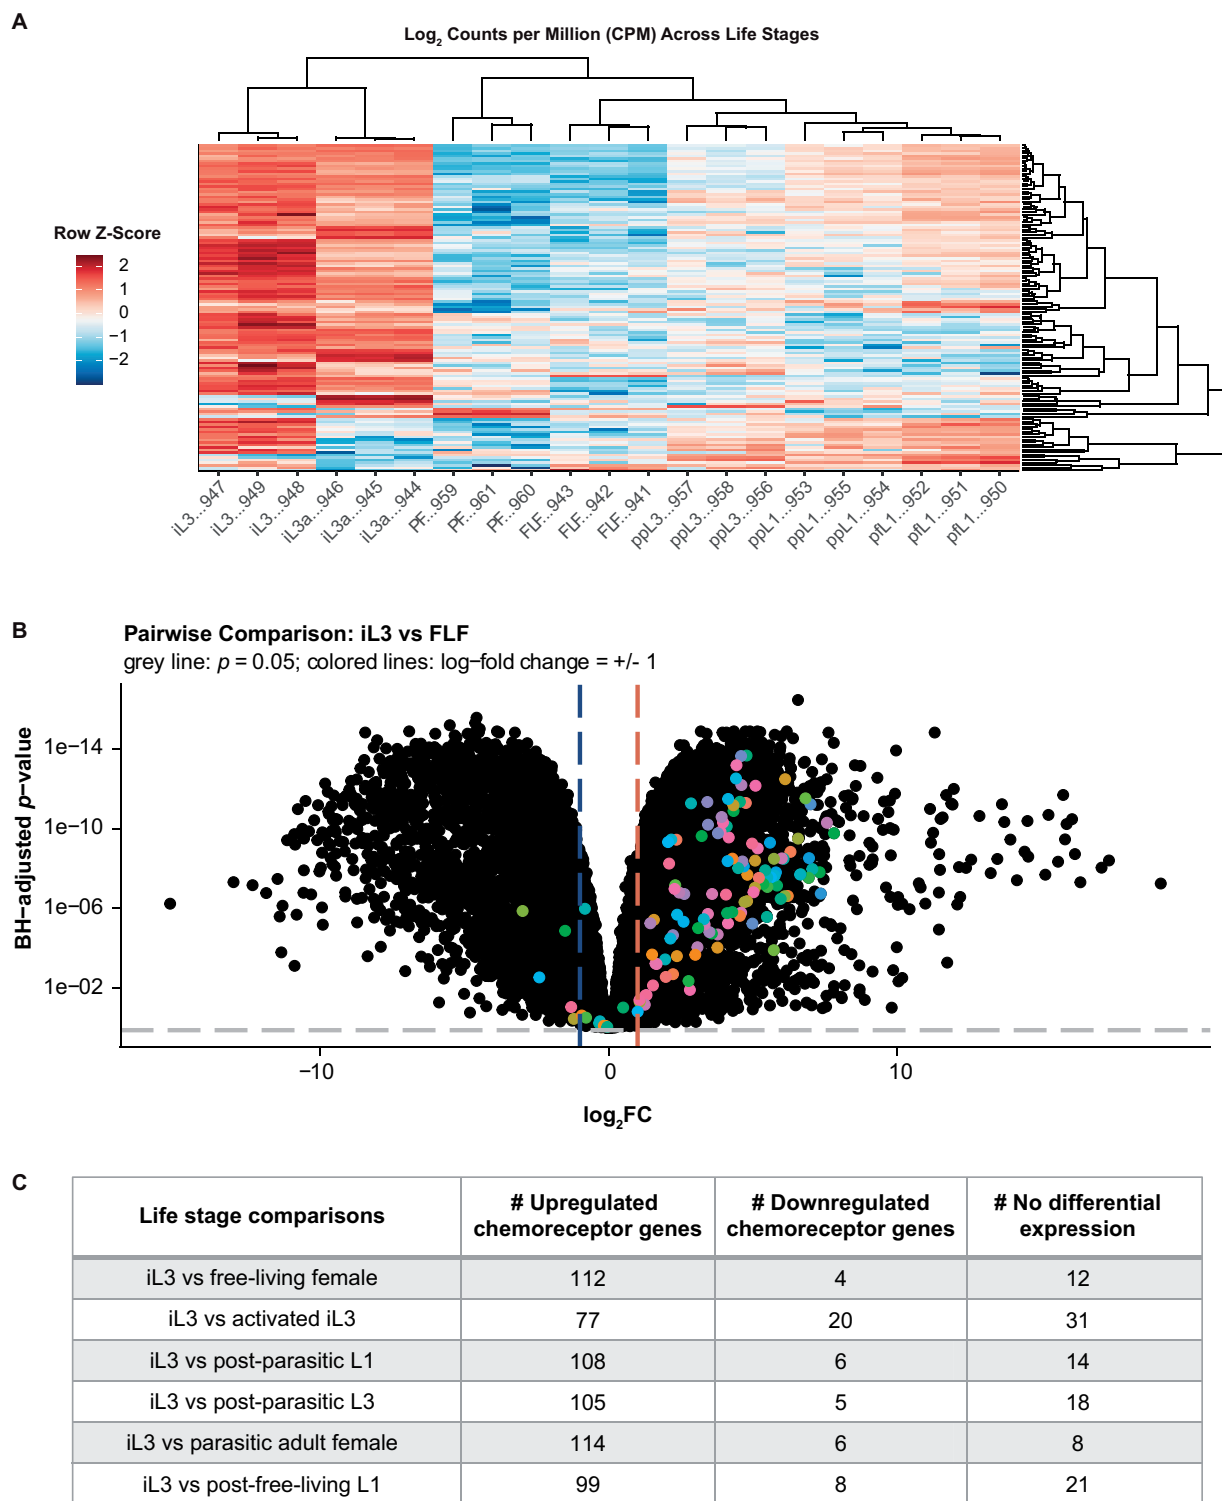 A
Log2 Counts per Million (CPM) Across Life Stages
Row Z-Score
2
1
0
−1
−2
iL3...947
iL3...949
iL3...948
iL3a...946
iL3a...945
iL3a...944
PF...959
PF...961
PF...960
FLF...943
FLF...942
FLF...941
ppL3...957
ppL3...958
ppL3...956
ppL1...953
ppL1...955
ppL1...954
pfL1...952
pfL1...951
pfL1...950
B
Pairwise Comparison: iL3 vs FLF
grey line: p = 0.05; colored lines: log−fold change = +/- 1
BH−adjusted p−value
1e−14
1e−10
1e−06
1e−02
−10 0 10
log2FC
C
Life stage comparisons # Upregulated chemoreceptor genes # Downregulated chemoreceptor genes # No differential expression
iL3 vs free-living female 112 4 12
iL3 vs activated iL3 77 20 31
iL3 vs post-parasitic L1 108 6 14
iL3 vs post-parasitic L3 105 5 18
iL3 vs parasitic adult female 114 6 8
iL3 vs post-free-living L1 99 8 21